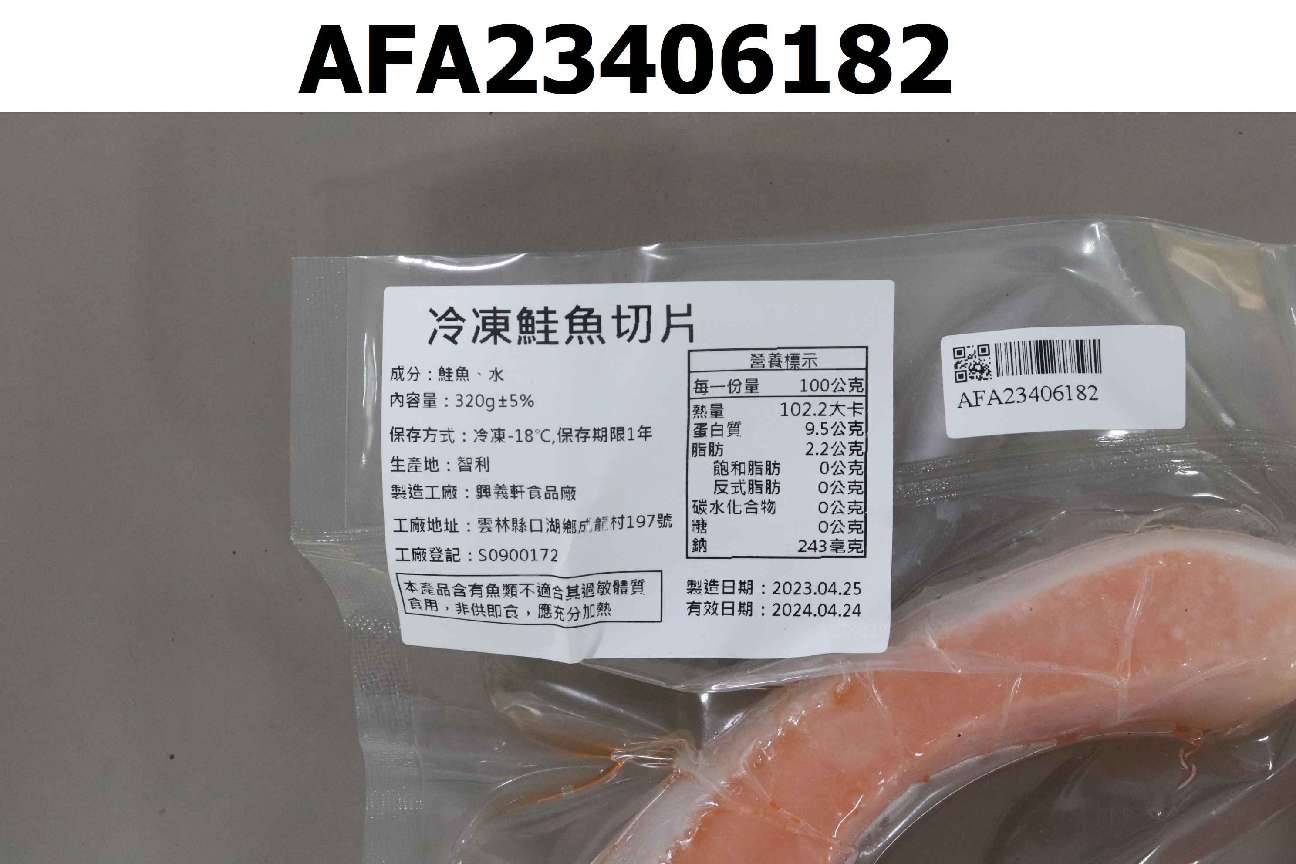 AFA23406182
冷凍鮭魚切片
成分：鮭魚、水
內容量：320g±5%
保存方式：冷凍-18℃,保存期限1年
生產地：智利
製造工廠：興義軒食品廠
工廠地址：雲林縣口湖鄉成龍村197號
工廠登記：S0900172
本產品含有魚類不適合其過敏體質
食用，非供即食，應充分加熱
營養標示
每一份量 100公克
熱量 102.2大卡
蛋白質 9.5公克
脂肪 2.2公克
飽和脂肪 0公克
反式脂肪 0公克
碳水化合物 0公克
糖 0公克
鈉 243毫克
製造日期：2023.04.25
有效日期：2024.04.24
AFA23406182